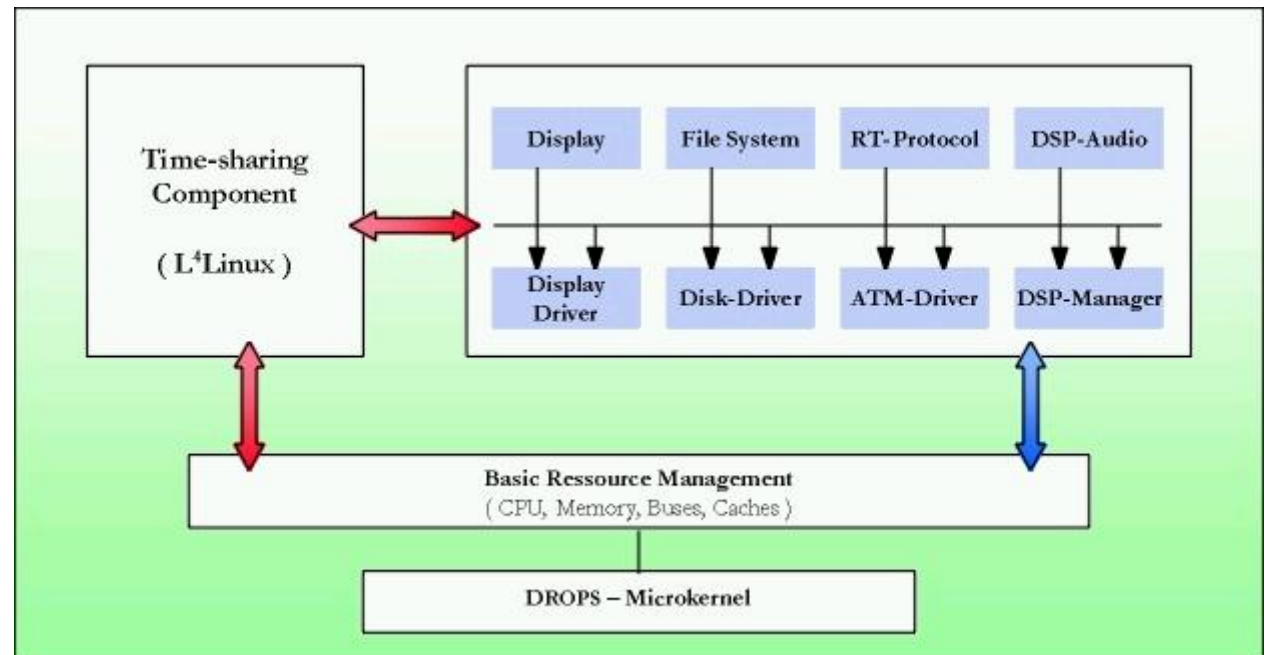 Time-sharing
Component
( L⁴Linux )
Display
File System
RT-Protocol
DSP-Audio
Display
Driver
Disk-Driver
ATM-Driver
DSP-Manager
Basic Ressource Management
( CPU, Memory, Buses, Caches )
DROPS – Microkernel